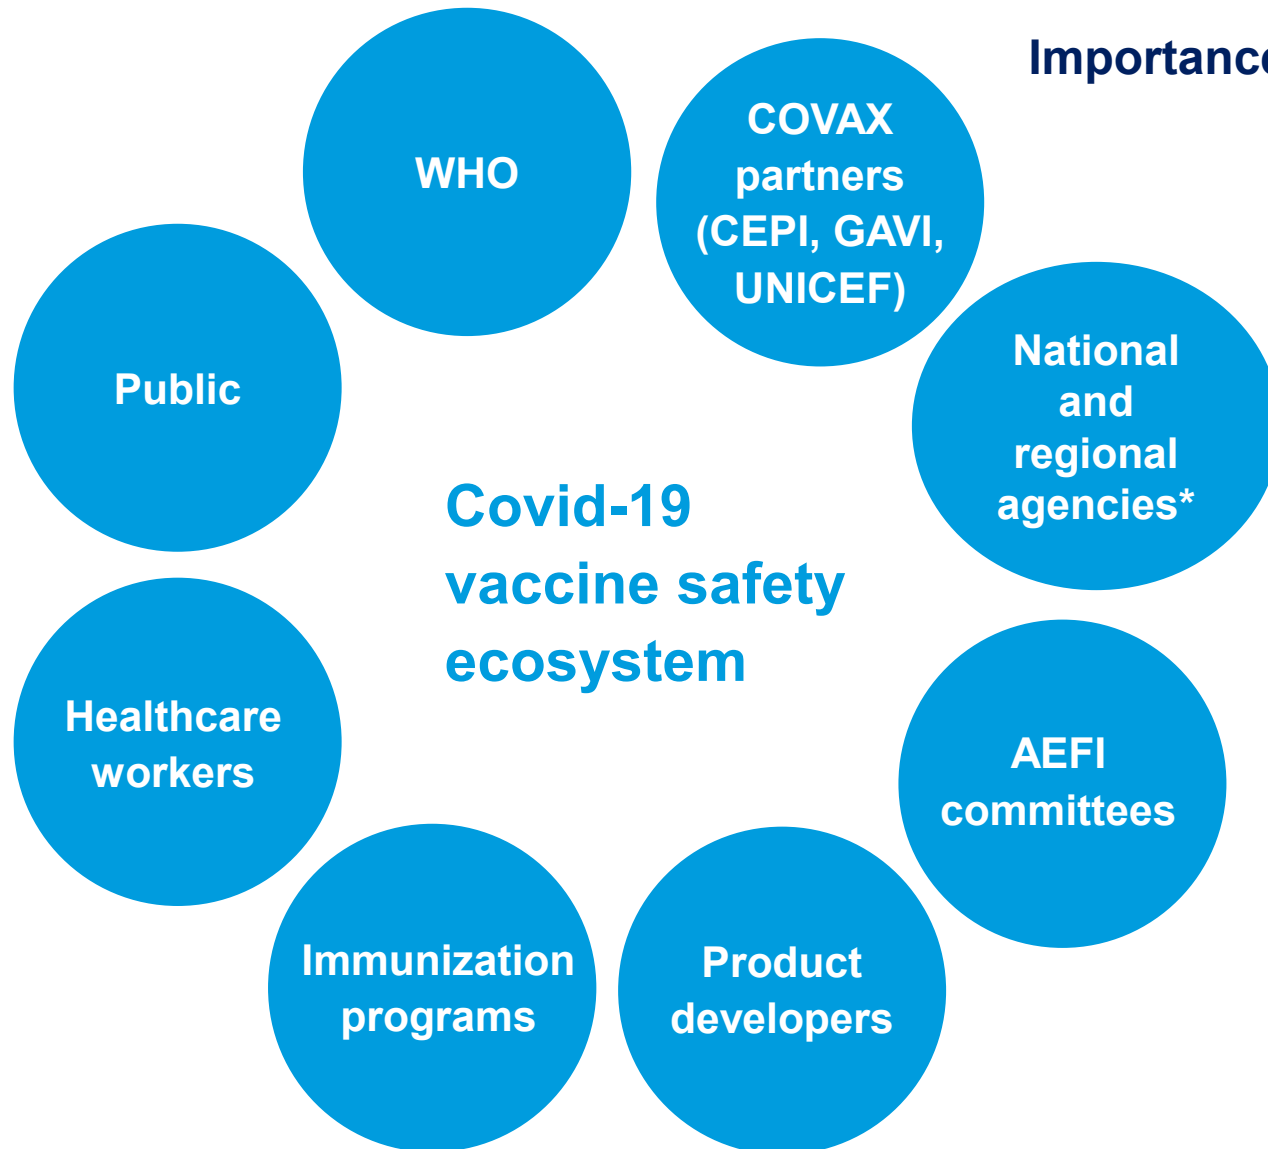 Importance
WHO
COVAX
partners
(CEPI, GAVI,
UNICEF)
National
and
regional
agencies*
Public
Covid-19
vaccine safety
ecosystem
Healthcare
workers
AEFI
committees
Immunization
programs
Product
developers